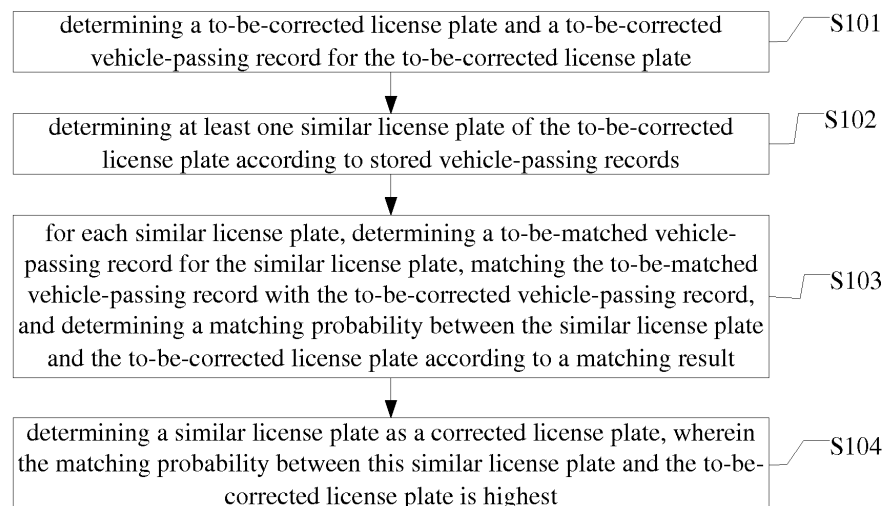 determining a to-be-corrected license plate and a to-be-corrected
vehicle-passing record for the to-be-corrected license plate
S101
determining at least one similar license plate of the to-be-corrected
license plate according to stored vehicle-passing records
S102
for each similar license plate, determining a to-be-matched vehicle-
passing record for the similar license plate, matching the to-be-matched
vehicle-passing record with the to-be-corrected vehicle-passing record,
and determining a matching probability between the similar license plate
and the to-be-corrected license plate according to a matching result
S103
determining a similar license plate as a corrected license plate, wherein
the matching probability between this similar license plate and the to-be-
corrected license plate is highest
S104